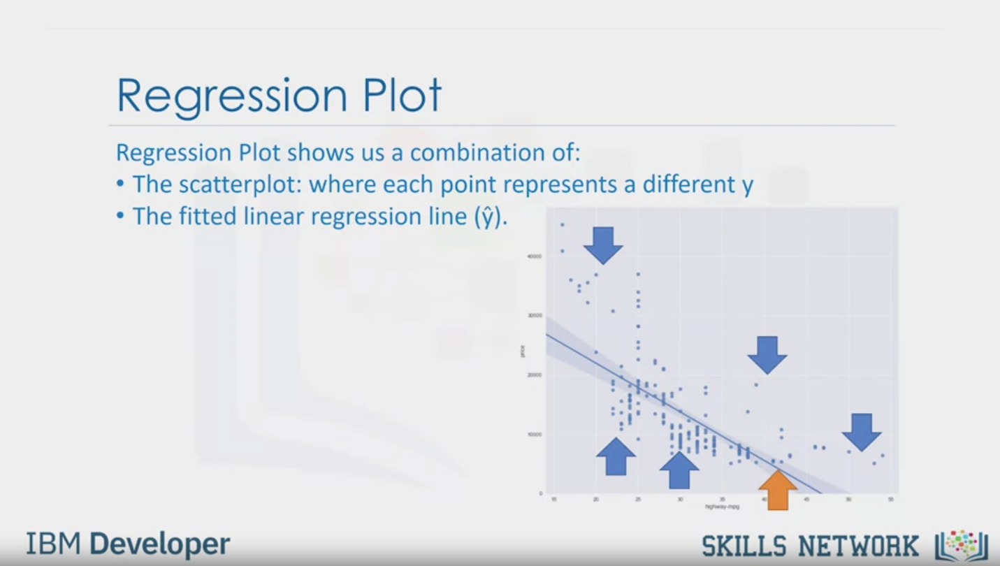 Regression Plot
Regression Plot shows us a combination of:
• The scatterplot: where each point represents a different y
• The fitted linear regression line (ŷ).
40000
30000
20000
10000
0
price
15 20 25 30 35 40 45 50 55
highway-mpg
IBM Developer
SKILLS NETWORK